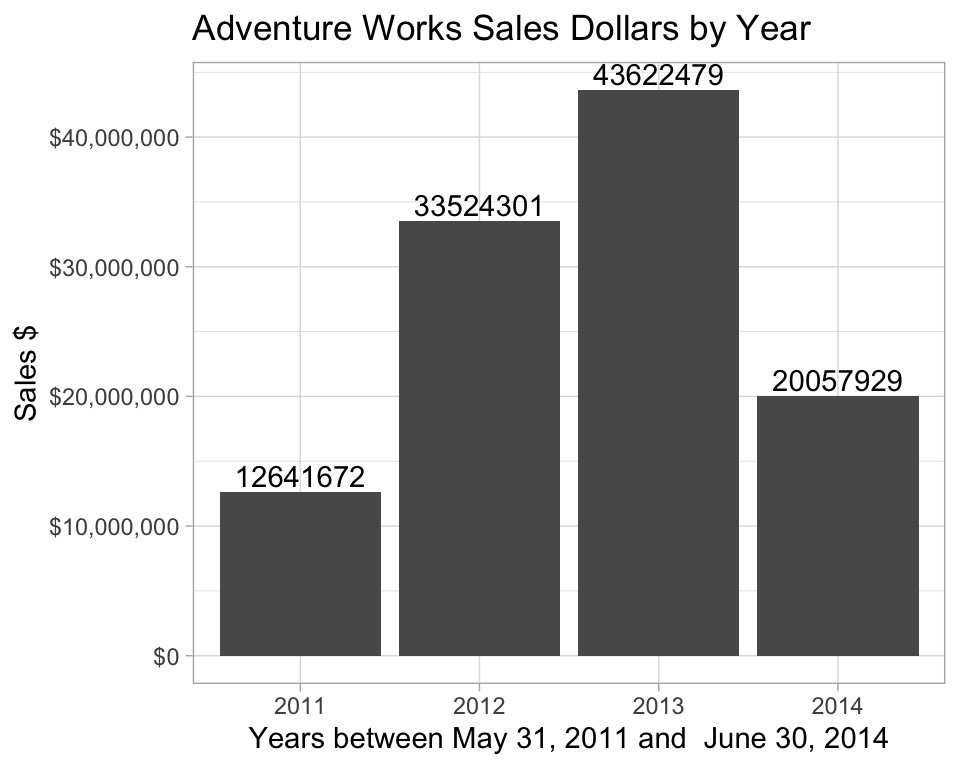 Adventure Works Sales Dollars by Year
43622479
$40,000,000
33524301
$30,000,000
Sales $
20057929
$20,000,000
12641672
$10,000,000
$0
2011 2012 2013 2014
Years between May 31, 2011 and  June 30, 2014